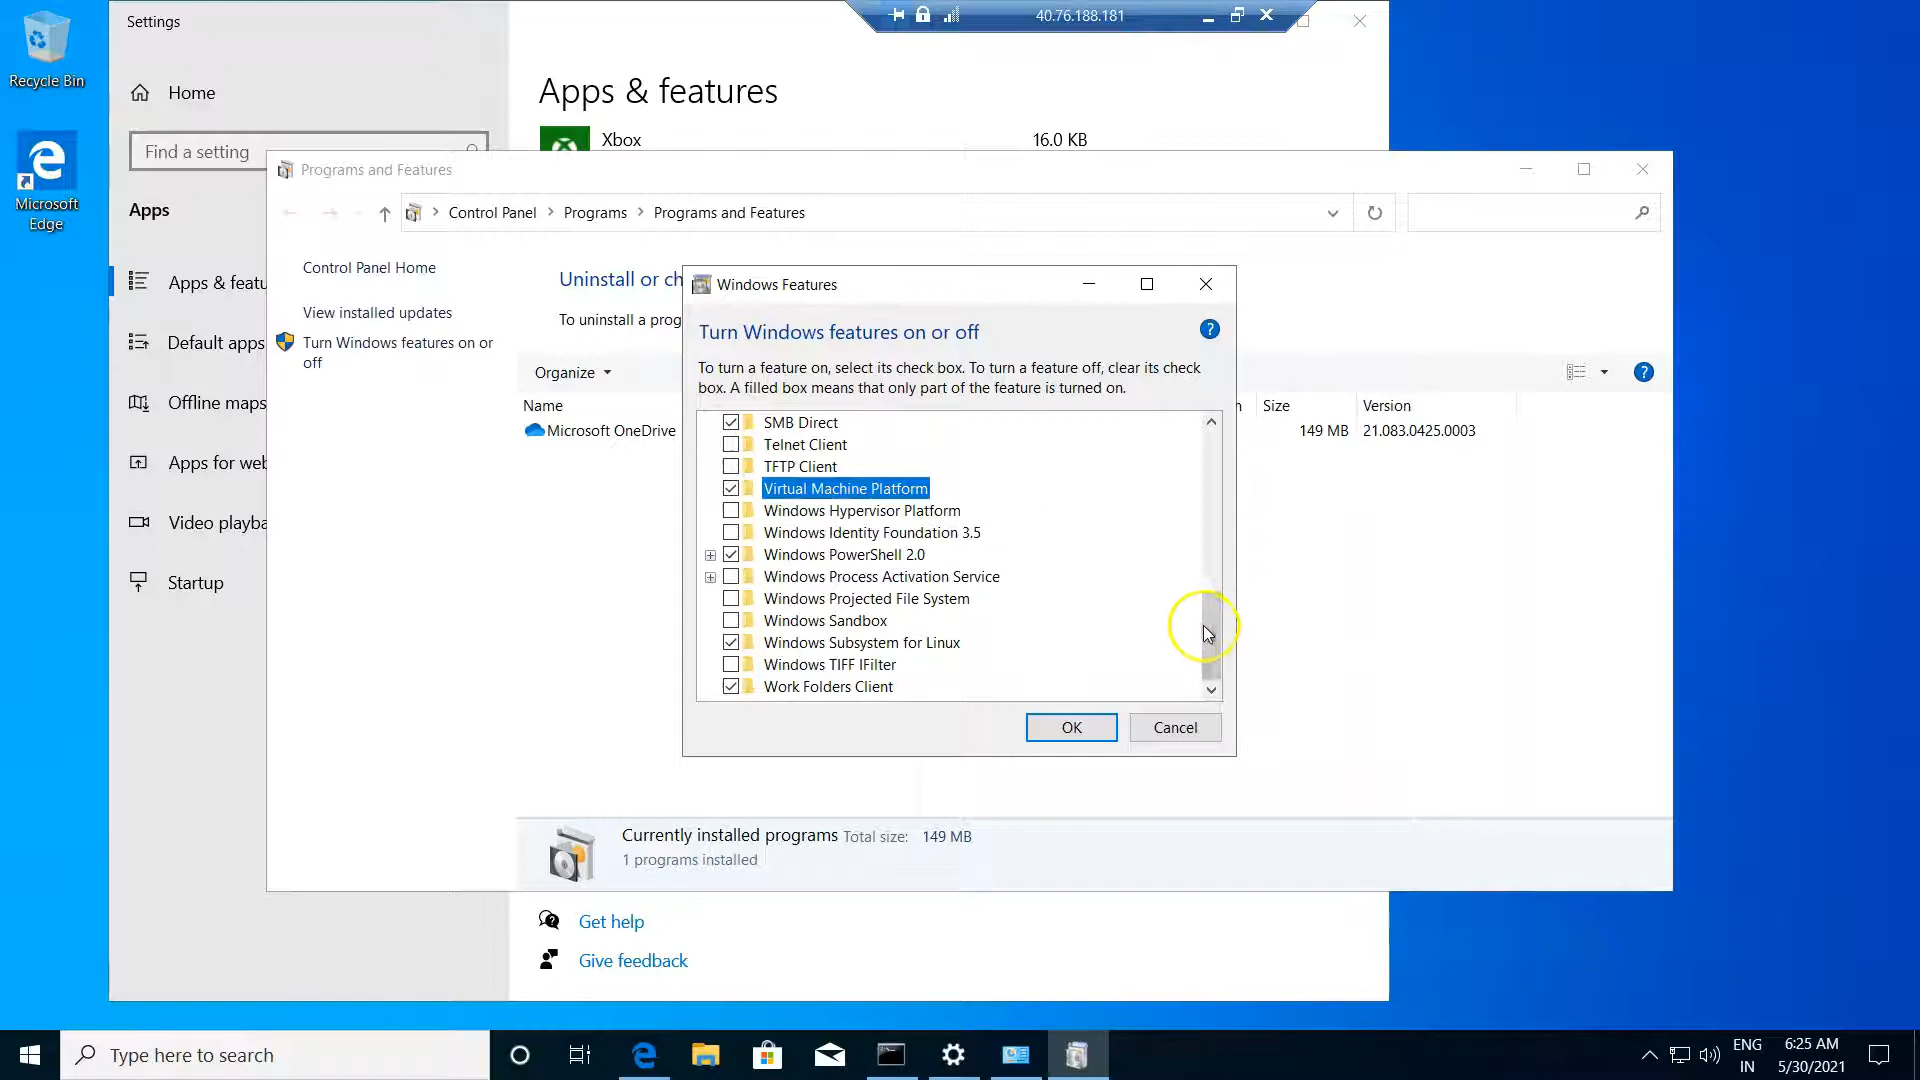 Recycle Bin
Microsoft
Edge
Settings
Home
Find a setting
Apps
Apps & featu
Default apps
Offline maps
Apps for web
Video playba
Startup
40.76.188.181
Apps & features
Xbox
16.0 KB
Programs and Features
Control Panel
Programs
Programs and Features
Control Panel Home
View installed updates
Turn Windows features on or
off
Uninstall or ch
To uninstall a prog
Organize
Name
n
Size
Version
Microsoft OneDrive
149 MB
21.083.0425.0003
Windows Features
Turn Windows features on or off
To turn a feature on, select its check box. To turn a feature off, clear its check
box. A filled box means that only part of the feature is turned on.
SMB Direct
Telnet Client
TFTP Client
Virtual Machine Platform
Windows Hypervisor Platform
Windows Identity Foundation 3.5
Windows PowerShell 2.0
Windows Process Activation Service
Windows Projected File System
Windows Sandbox
Windows Subsystem for Linux
Windows TIFF IFilter
Work Folders Client
OK
Cancel
Currently installed programs Total size: 149 MB
1 programs installed
Get help
Give feedback
Type here to search
ENG
IN
6:25 AM
5/30/2021